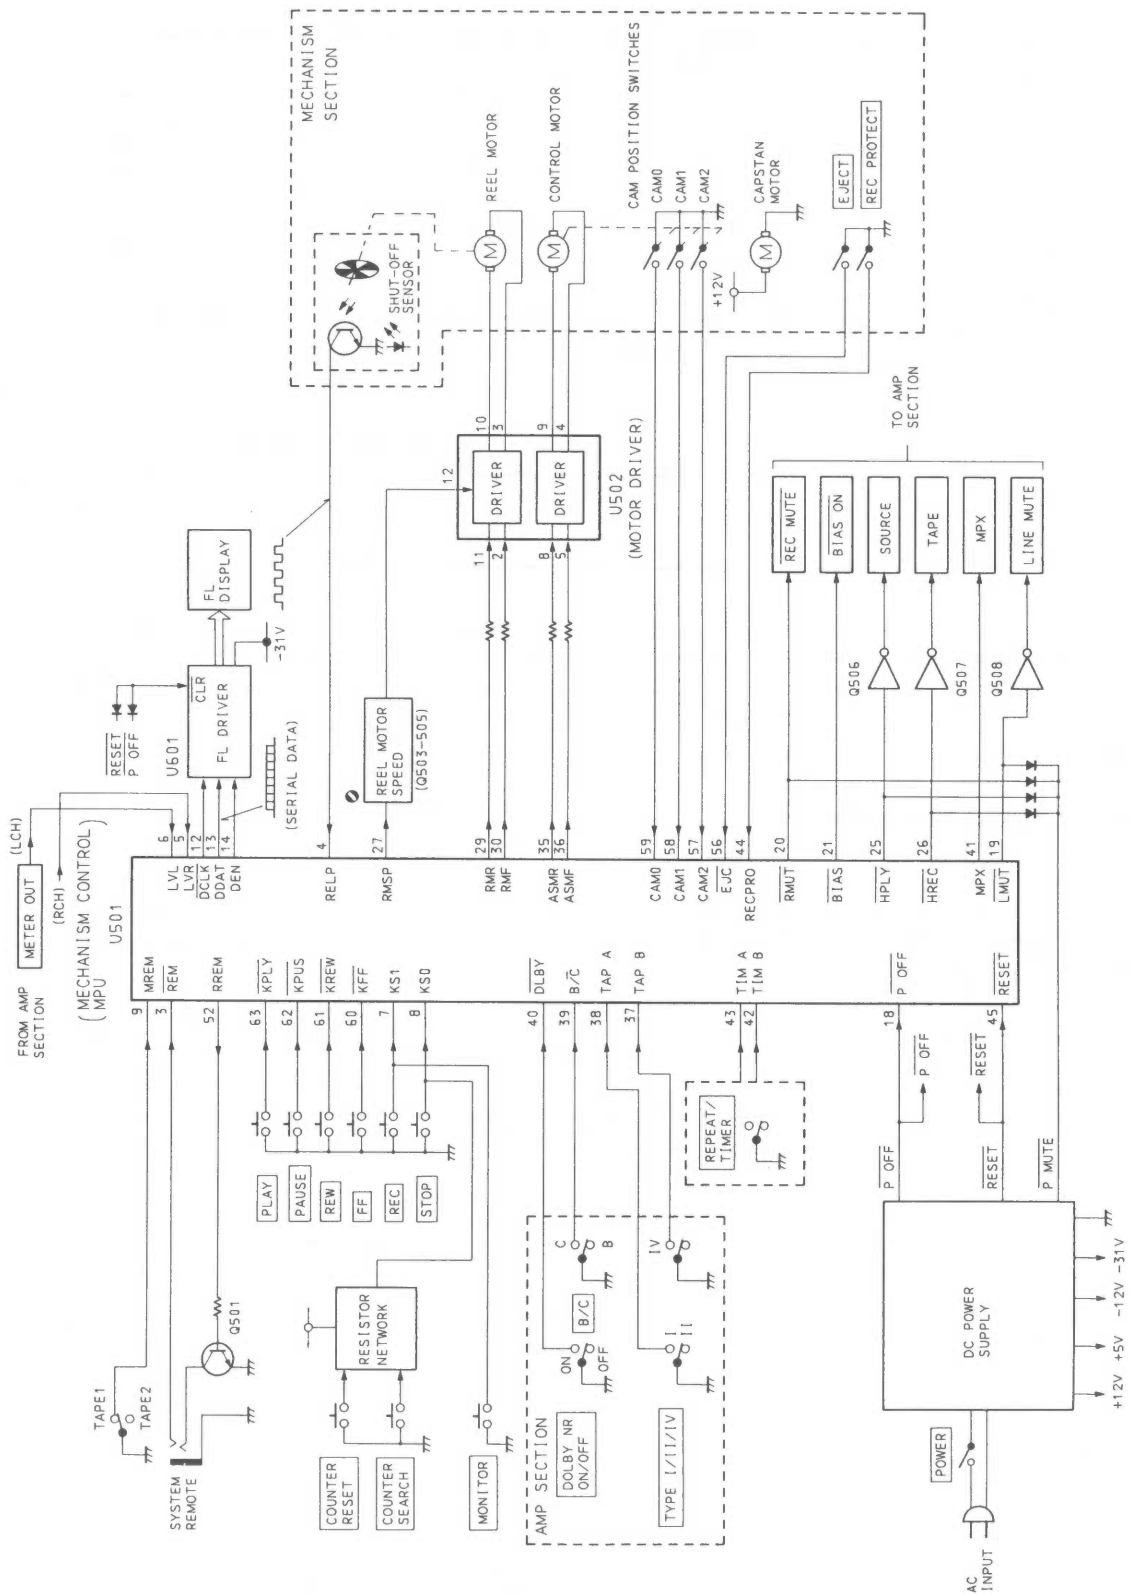 FROM AMP
SECTION
METER OUT
(LCH)
(RCH)
(MECHANISM CONTROL)
MPU
U501
TAPE1
TAPE2
SYSTEM
REMOTE
Q501
9
MREM
3
REM
52
RREM
63
KPLY
62
KPUS
61
KREW
60
KFF
7
KS1
8
KS0
PLAY
PAUSE
REW
FF
REC
STOP
RESISTOR
NETWORK
COUNTER
RESET
COUNTER
SEARCH
MONITOR
AMP SECTION
DOLBY NR
ON/OFF
ON
OFF
B/C
C
B
TYPE I/II/IV
I
II
IV
40
DLBY
39
B/C
38
TAP A
37
TAP B
43
TIM A
42
TIM B
REPEAT/
TIMER
18
P OFF
45
RESET
P OFF
RESET
P OFF
RESET
P MUTE
DC POWER
SUPPLY
POWER
AC
INPUT
+12V
+5V
-12V
-31V
LVL
6
LVR
5
DCLK
12
DDAT
13
DEN
14
RELP
4
RMSP
27
RMR
29
RMF
30
ASMR
35
ASMF
36
CAM0
59
CAM1
58
CAM2
57
EJC
56
RECPRO
44
RMUT
20
BIAS
21
HPLY
25
HREC
26
MPX
41
LMUT
19
RESET
P OFF
U601
CLR
FL DRIVER
FL
DISPLAY
-31V
(SERIAL DATA)
REEL MOTOR
SPEED
(Q503-505)
12
11
2
8
5
DRIVER
DRIVER
10
3
9
4
U502
(MOTOR DRIVER)
MECHANISM
SECTION
SHUT-OFF
SENSOR
M
REEL MOTOR
M
CONTROL MOTOR
CAM POSITION SWITCHES
CAM0
CAM1
CAM2
+12V
M
CAPSTAN
MOTOR
EJECT
REC PROTECT
Q506
Q507
Q508
REC MUTE
BIAS ON
SOURCE
TAPE
MPX
LINE MUTE
TO AMP
SECTION